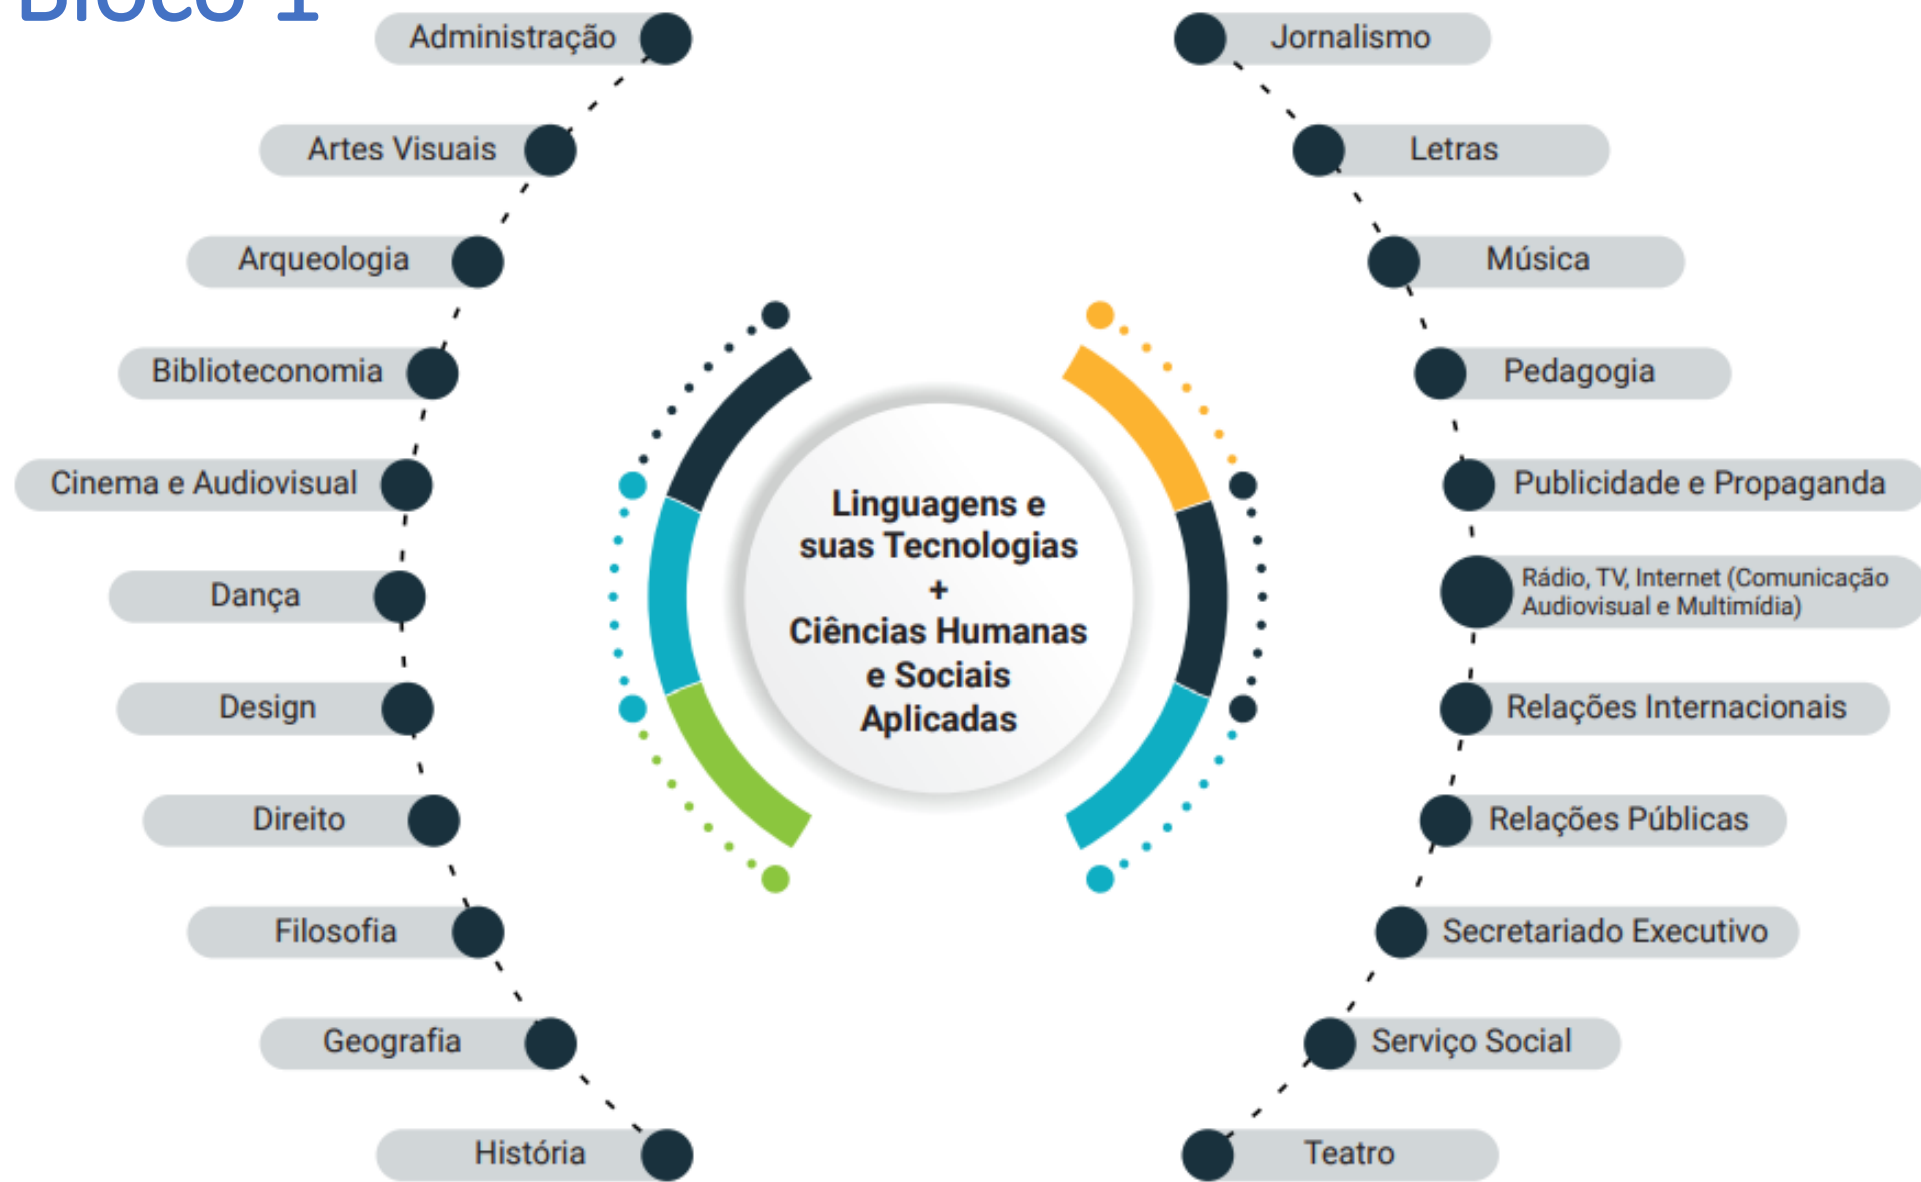 Bloco 1
Administração
Artes Visuais
Arqueologia
Biblioteconomia
Cinema e Audiovisual
Dança
Design
Direito
Filosofia
Geografia
História
Linguagens e
suas Tecnologias
+
Ciências Humanas
e Sociais
Aplicadas
Jornalismo
Letras
Música
Pedagogia
Publicidade e Propaganda
Rádio, TV, Internet (Comunicação
Audiovisual e Multimídia)
Relações Internacionais
Relações Públicas
Secretariado Executivo
Serviço Social
Teatro